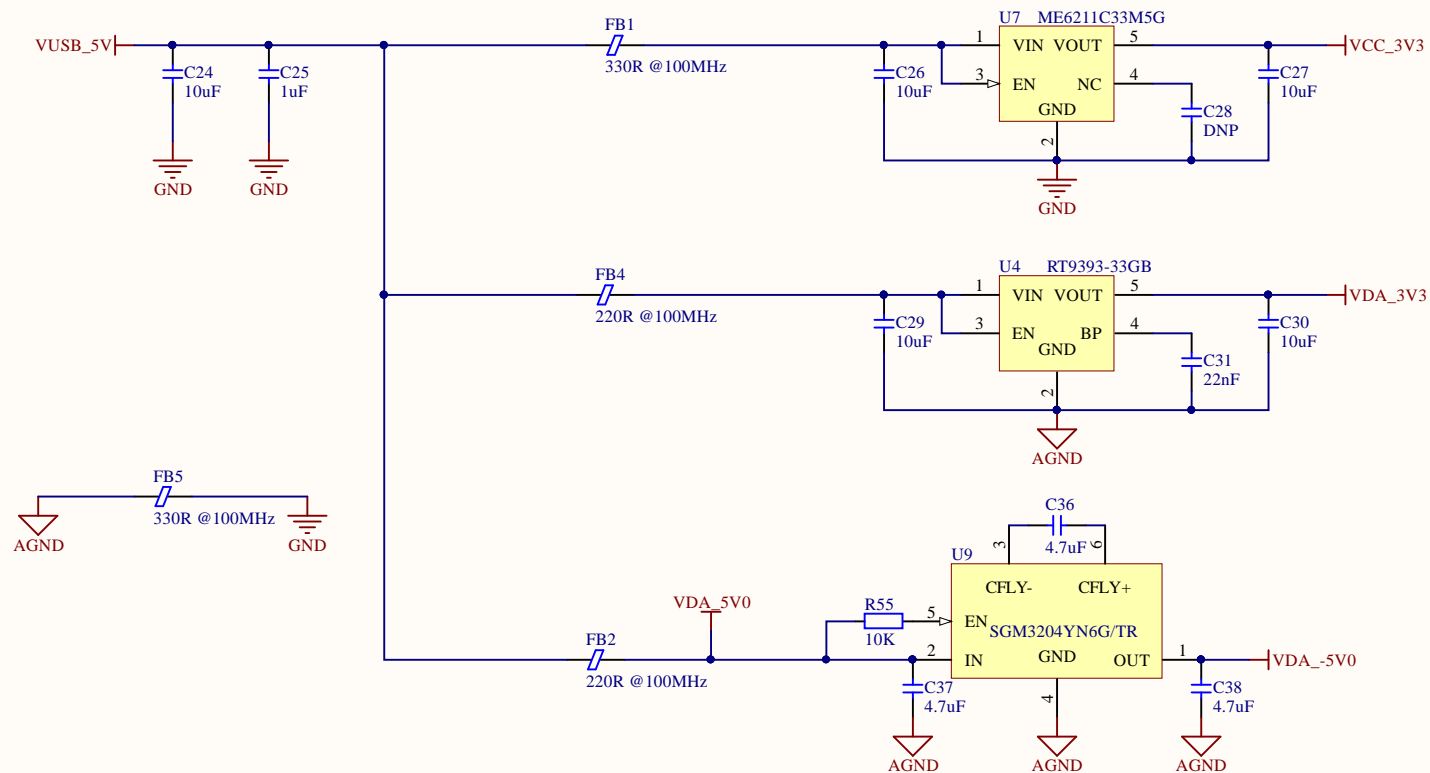 VUSB_5V
C24
10uF
GND
C25
1uF
GND
FB1
330R @100MHz
C26
10uF
U7 ME6211C33M5G
1 VIN VOUT 5
3 EN NC 4
GND
2
C28
DNP
C27
10uF
VCC_3V3
GND
FB4
220R @100MHz
C29
10uF
U4 RT9393-33GB
1 VIN VOUT 5
3 EN BP 4
GND
2
C31
22nF
C30
10uF
VDA_3V3
AGND
FB5
330R @100MHz
AGND
GND
C36
4.7uF
3
6
U9
CFLY- CFLY+
VDA_5V0
R55
10K
5 EN
SGM3204YN6G/TR
2 IN
GND
OUT 1
4
VDA_-5V0
FB2
220R @100MHz
C37
4.7uF
C38
4.7uF
AGND
AGND
AGND